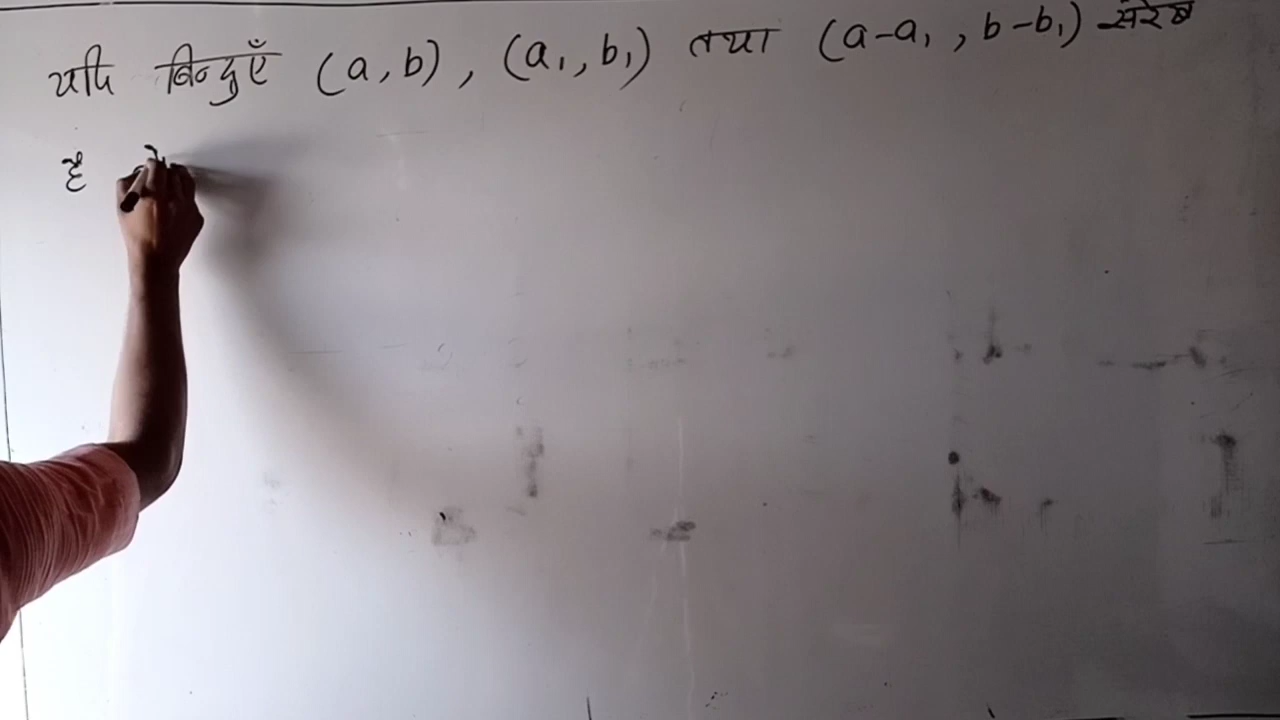 यदि बिन्दुएँ (a, b), (a₁, b₁) तथा (a-a₁, b-b₁) संरेख
है